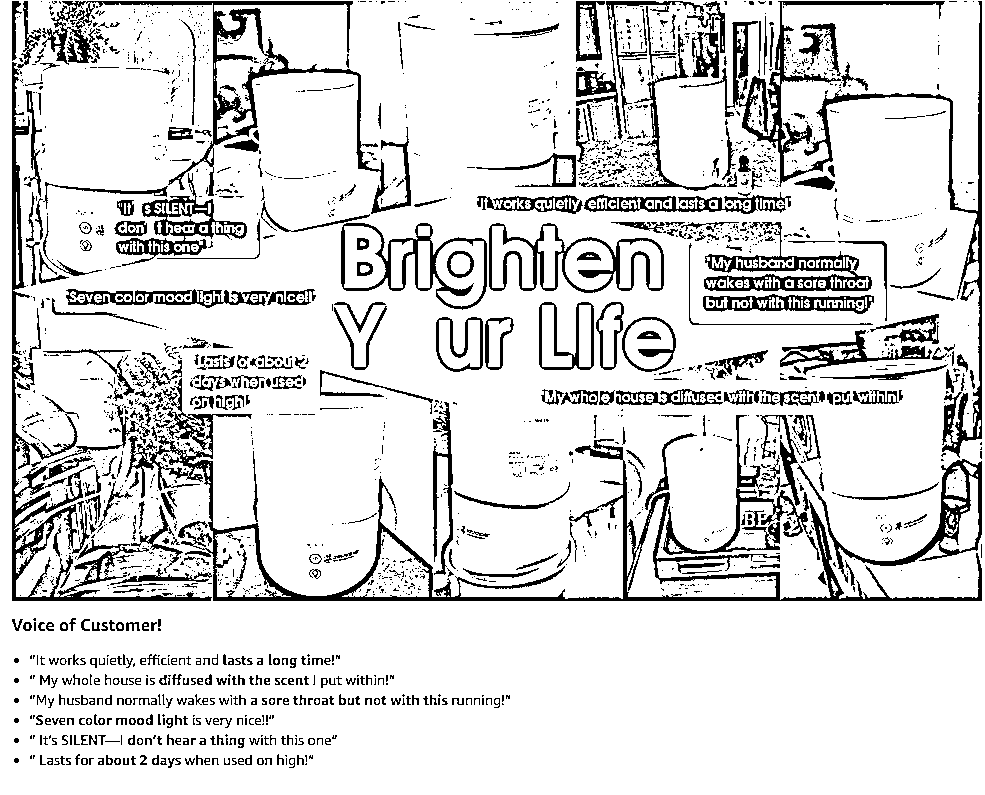 "It works quietly, efficient and lasts a long time!"
"It's SILENT—I
don't hear a thing
with this one"
Brighten
Y ur LIfe
"My husband normally
wakes with a sore throat
but not with this running!"
"Seven color mood light is very nice!!"
"Lasts for about 2
days when used
on high!
My whole house is diffused with the scent I put within!
BE
Voice of Customer!
• "It works quietly, efficient and lasts a long time!"
• " My whole house is diffused with the scent I put within!"
• "My husband normally wakes with a sore throat but not with this running!"
• "Seven color mood light is very nice!!"
• " It's SILENT—I don't hear a thing with this one"
• " Lasts for about 2 days when used on high!"